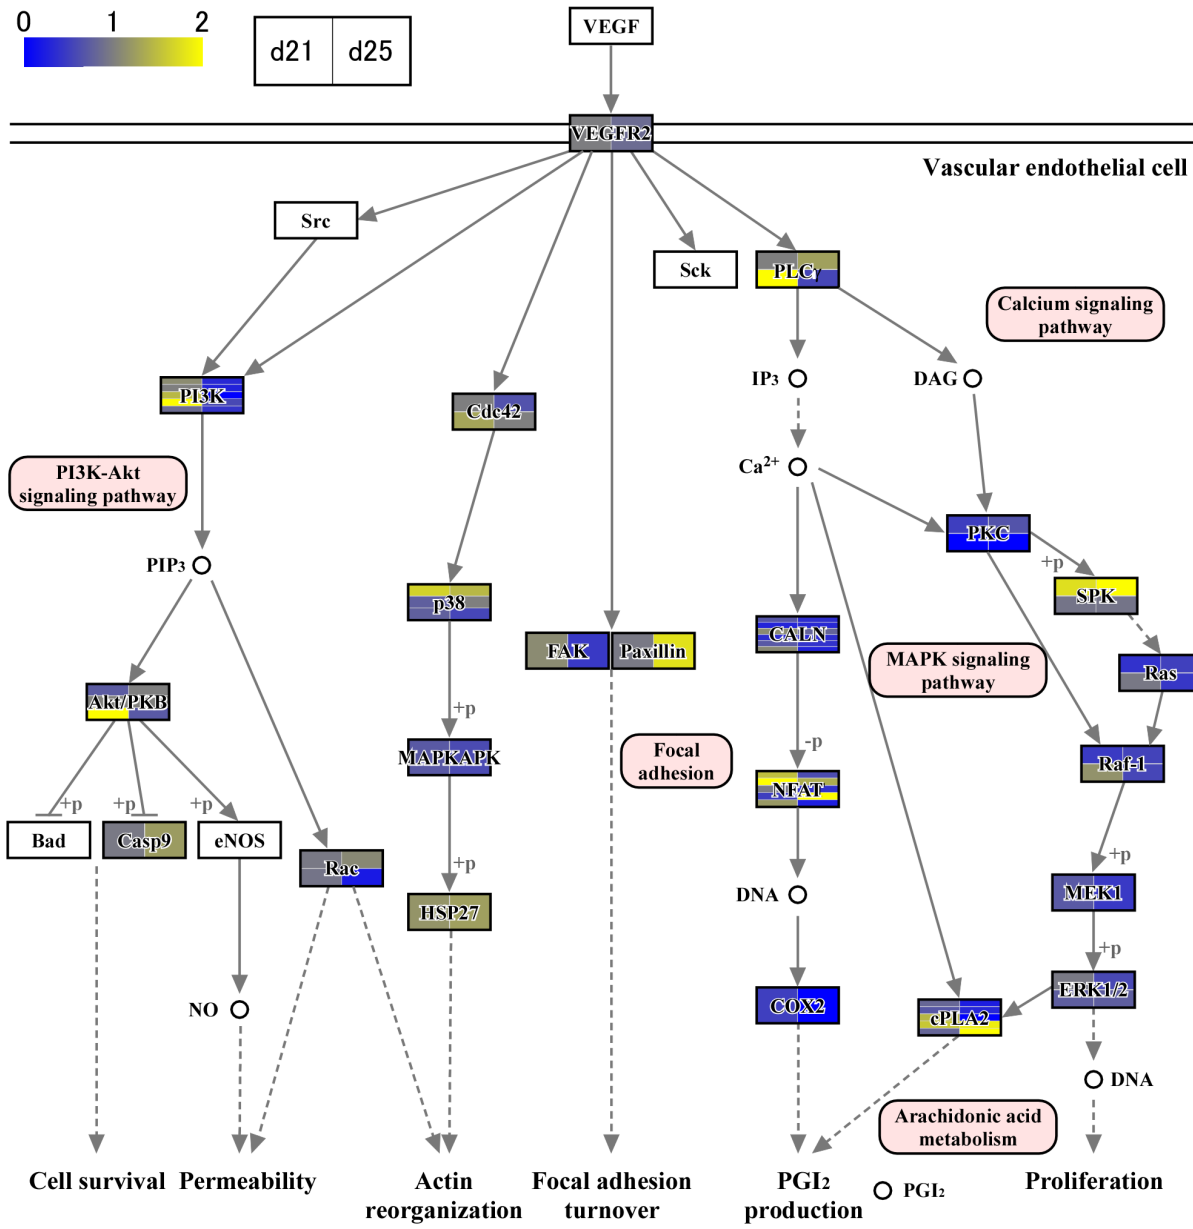 0 1 2
d21 d25
VEGF
VEGFR2
Vascular endothelial cell
Src
Sck
PLCγ
Calcium signaling
pathway
PI3K
Cdc42
IP3
DAG
PI3K-Akt
signaling pathway
Ca2+
PKC
+p
PIP3
p38
SPK
CALN
FAK
Paxillin
MAPK signaling
pathway
Ras
Akt/PKB
+p
MAPKAPK
Focal
adhesion
-p
NFAT
Raf-1
+p
+p
+p
Bad
Casp9
eNOS
Rac
+p
HSP27
DNA
+p
MEK1
+p
NO
COX2
cPLA2
ERK1/2
DNA
Arachidonic acid
metabolism
Cell survival
Permeability
Actin
reorganization
Focal adhesion
turnover
PGI2
production
PGI2
Proliferation